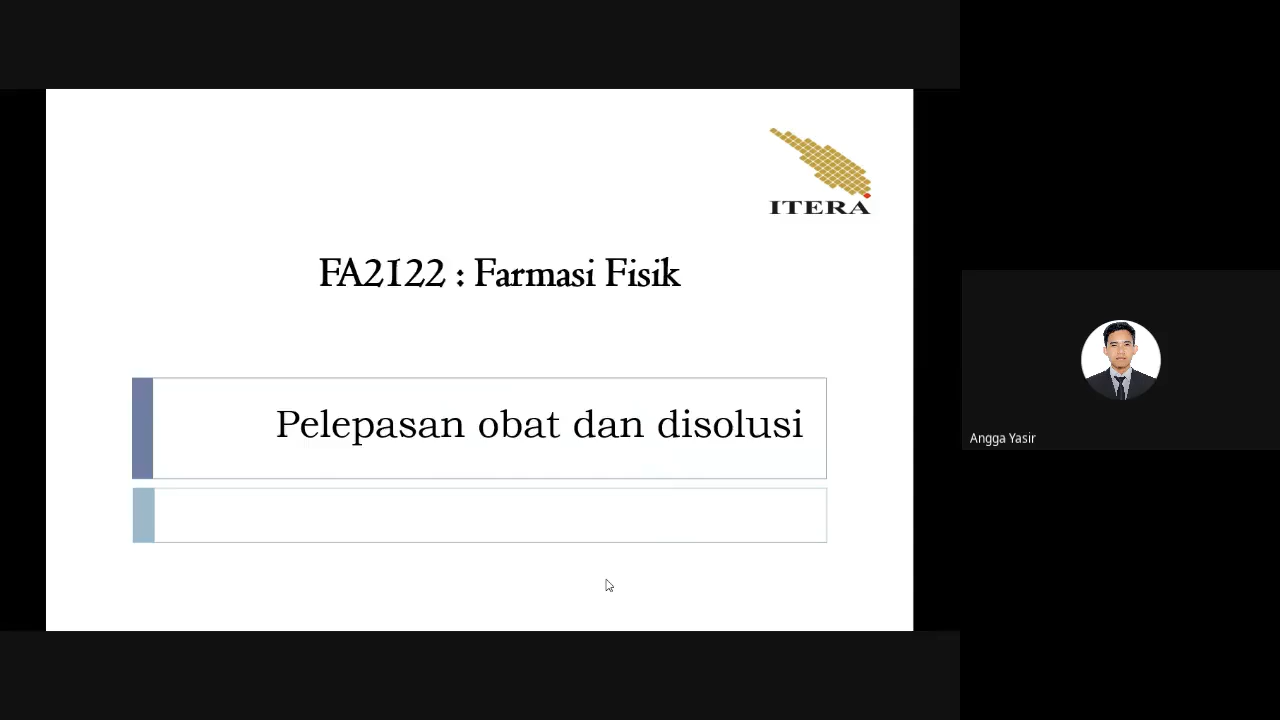 ITERA
FA2122 : Farmasi Fisik
Pelepasan obat dan disolusi
Angga Yasir